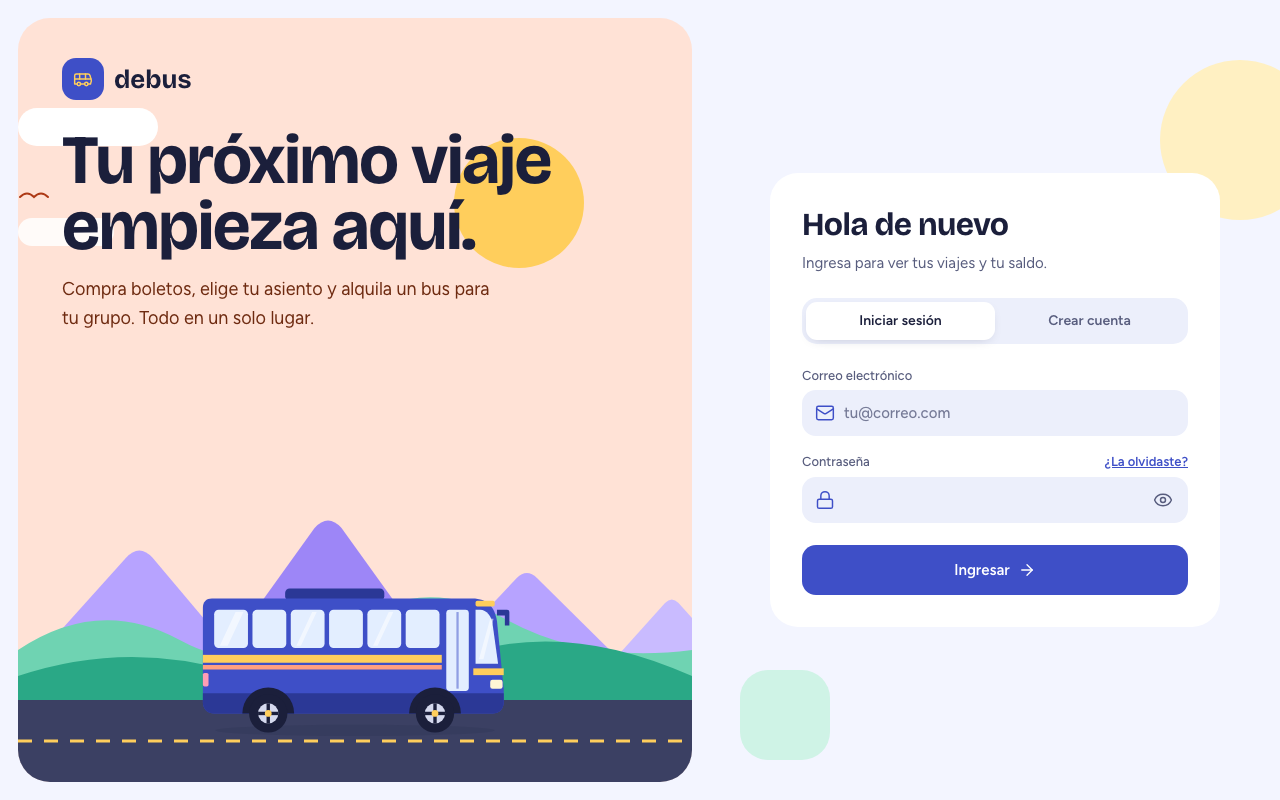 debus
Tu próximo viaje
empieza aquí.
Compra boletos, elige tu asiento y alquila un bus para
tu grupo. Todo en un solo lugar.
Hola de nuevo
Ingresa para ver tus viajes y tu saldo.
Iniciar sesión
Crear cuenta
Correo electrónico
tu@correo.com
Contraseña
¿La olvidaste?
Ingresar